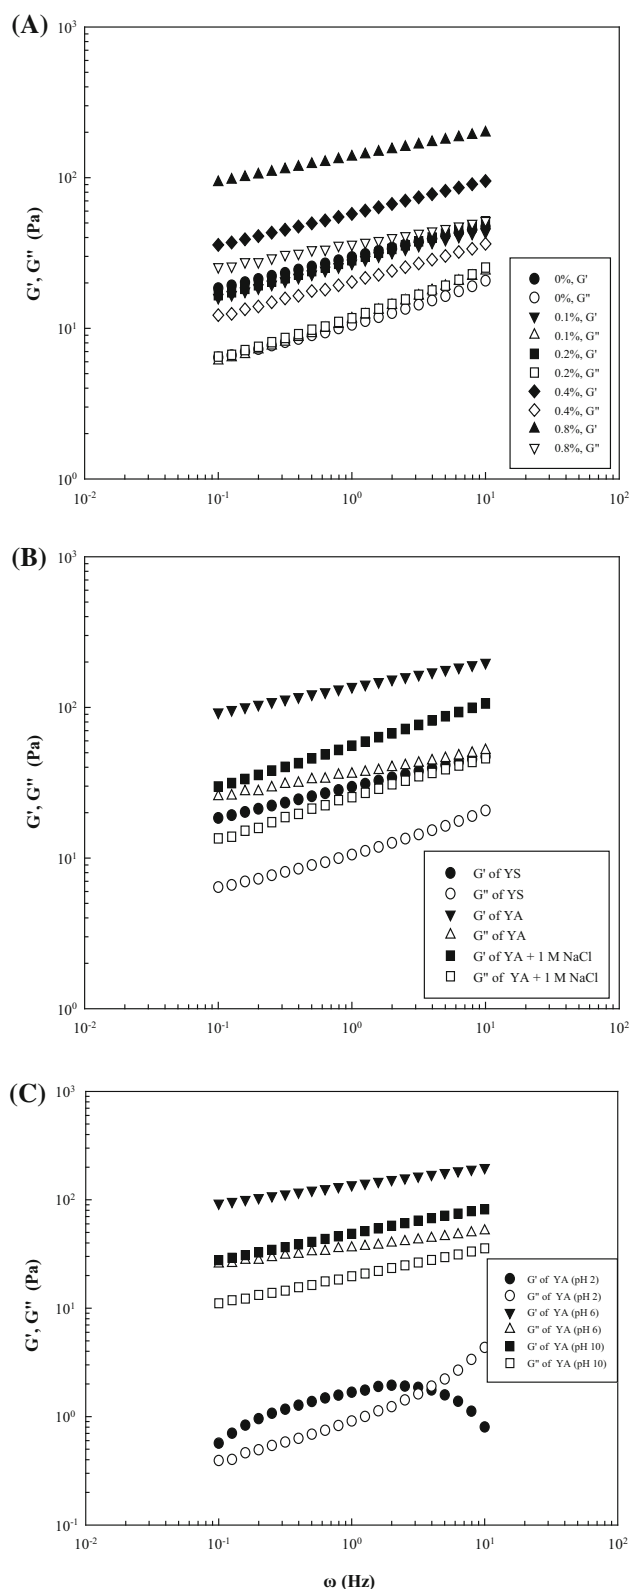 (A)
10³
10²
10¹
10⁰
G', G'' (Pa)
10⁻²
10⁻¹
10⁰
10¹
10²
0%, G'
0%, G"
0.1%, G'
0.1%, G"
0.2%, G'
0.2%, G"
0.4%, G'
0.4%, G"
0.8%, G'
0.8%, G"
(B)
10³
10²
10¹
10⁰
G', G'' (Pa)
10⁻²
10⁻¹
10⁰
10¹
10²
G' of YS
G" of YS
G' of YA
G" of YA
G' of YA + 1 M NaCl
G" of YA + 1 M NaCl
(C)
10³
10²
10¹
10⁰
10⁻¹
G', G'' (Pa)
10⁻²
10⁻¹
10⁰
10¹
10²
G' of YA (pH 2)
G" of YA (pH 2)
G' of YA (pH 6)
G" of YA (pH 6)
G' of YA (pH 10)
G" of YA (pH 10)
ω (Hz)